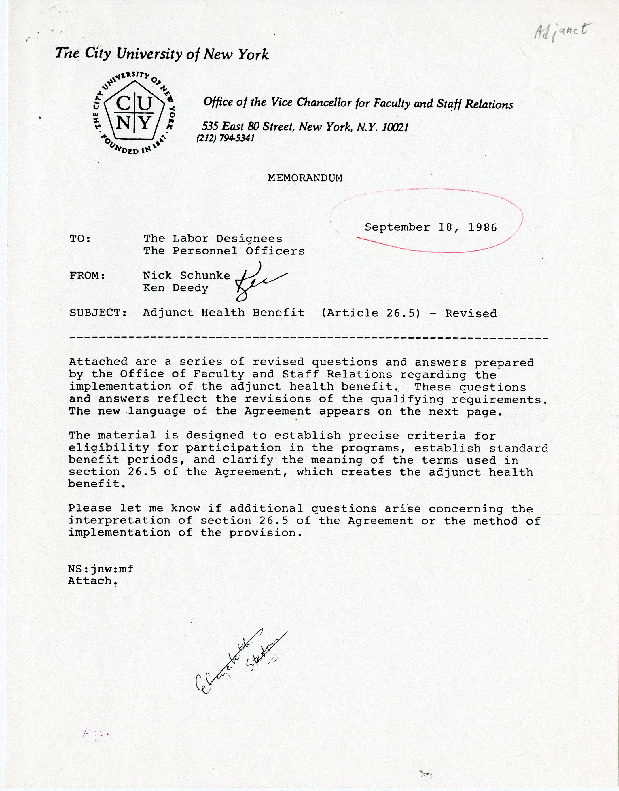 Adjunct
The City University of New York
THE CITY UNIVERSITY OF NEW YORK · FOUNDED IN 1847 ·
CU
NY
Office of the Vice Chancellor for Faculty and Staff Relations
535 East 80 Street, New York, N.Y. 10021
(212) 794-5341
MEMORANDUM
September 18, 1986
TO: The Labor Designees
The Personnel Officers
FROM: Nick Schunke
Ken Deedy
Ken
SUBJECT: Adjunct Health Benefit (Article 26.5) - Revised
Attached are a series of revised questions and answers prepared
by the Office of Faculty and Staff Relations regarding the
implementation of the adjunct health benefit. These questions
and answers reflect the revisions of the qualifying requirements.
The new language of the Agreement appears on the next page.
The material is designed to establish precise criteria for
eligibility for participation in the programs, establish standard
benefit periods, and clarify the meaning of the terms used in
section 26.5 of the Agreement, which creates the adjunct health
benefit.
Please let me know if additional questions arise concerning the
interpretation of section 26.5 of the Agreement or the method of
implementation of the provision.
NS:jnw:mf
Attach.
Elizabeth